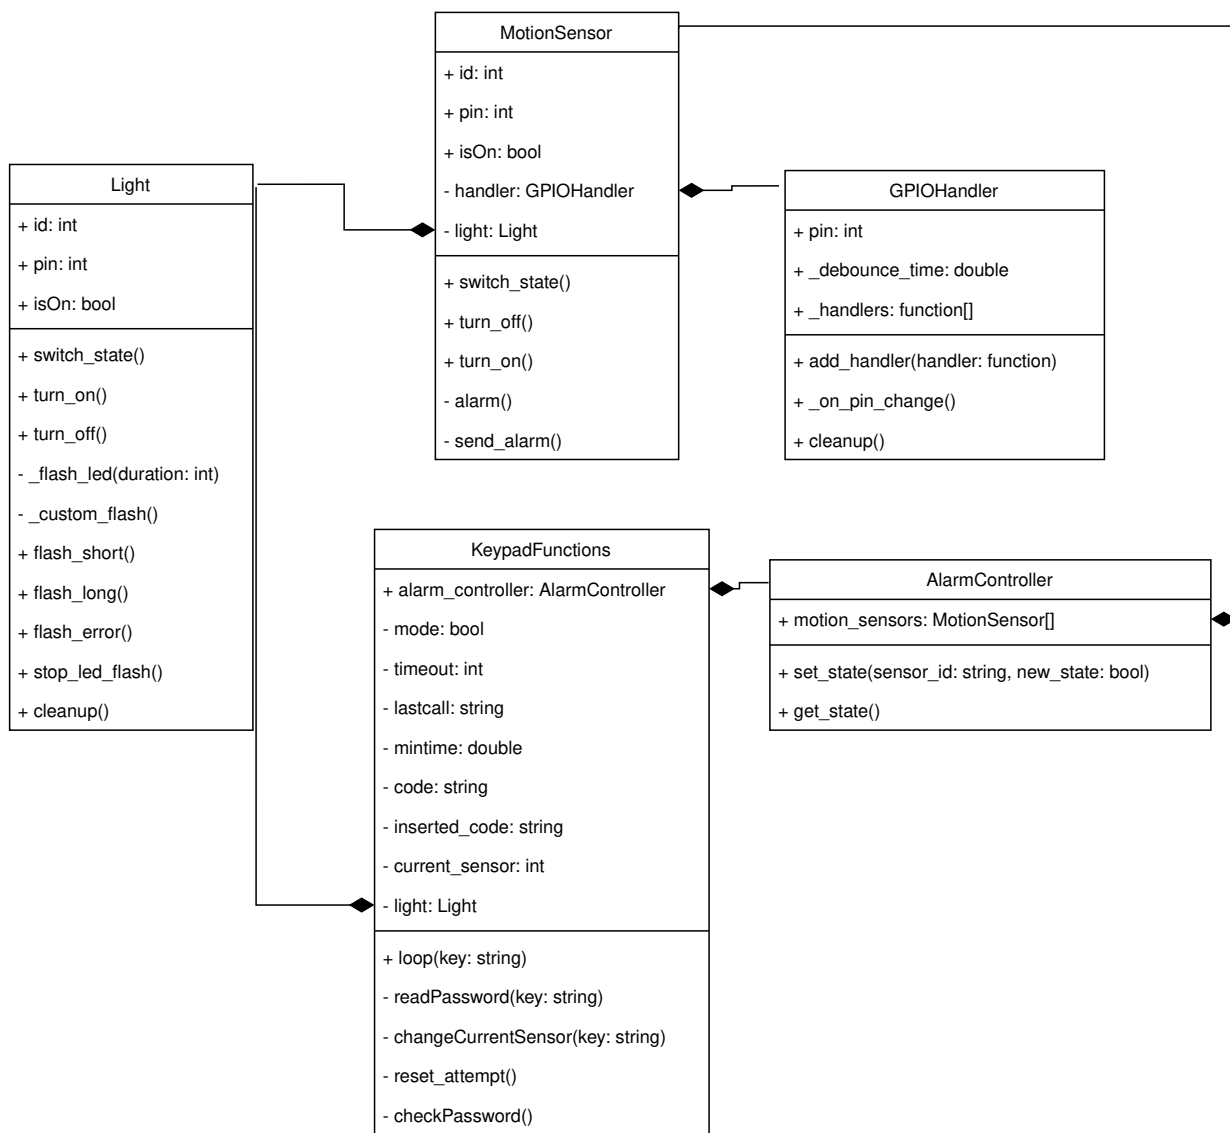 MotionSensor
+ id: int
+ pin: int
+ isOn: bool
- handler: GPIOHandler
- light: Light
+ switch_state()
+ turn_off()
+ turn_on()
- alarm()
- send_alarm()
Light
+ id: int
+ pin: int
+ isOn: bool
+ switch_state()
+ turn_on()
+ turn_off()
- _flash_led(duration: int)
- _custom_flash()
+ flash_short()
+ flash_long()
+ flash_error()
+ stop_led_flash()
+ cleanup()
GPIOHandler
+ pin: int
+ _debounce_time: double
+ _handlers: function[]
+ add_handler(handler: function)
+ _on_pin_change()
+ cleanup()
KeypadFunctions
+ alarm_controller: AlarmController
- mode: bool
- timeout: int
- lastcall: string
- mintime: double
- code: string
- inserted_code: string
- current_sensor: int
- light: Light
+ loop(key: string)
- readPassword(key: string)
- changeCurrentSensor(key: string)
- reset_attempt()
- checkPassword()
AlarmController
+ motion_sensors: MotionSensor[]
+ set_state(sensor_id: string, new_state: bool)
+ get_state()